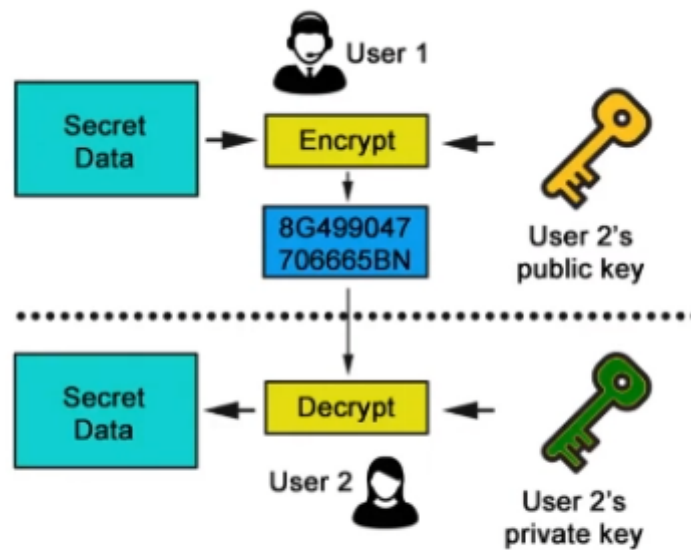 User 1
Secret
Data
Encrypt
8G499047
706665BN
User 2's
public key
Secret
Data
Decrypt
User 2
User 2's
private key